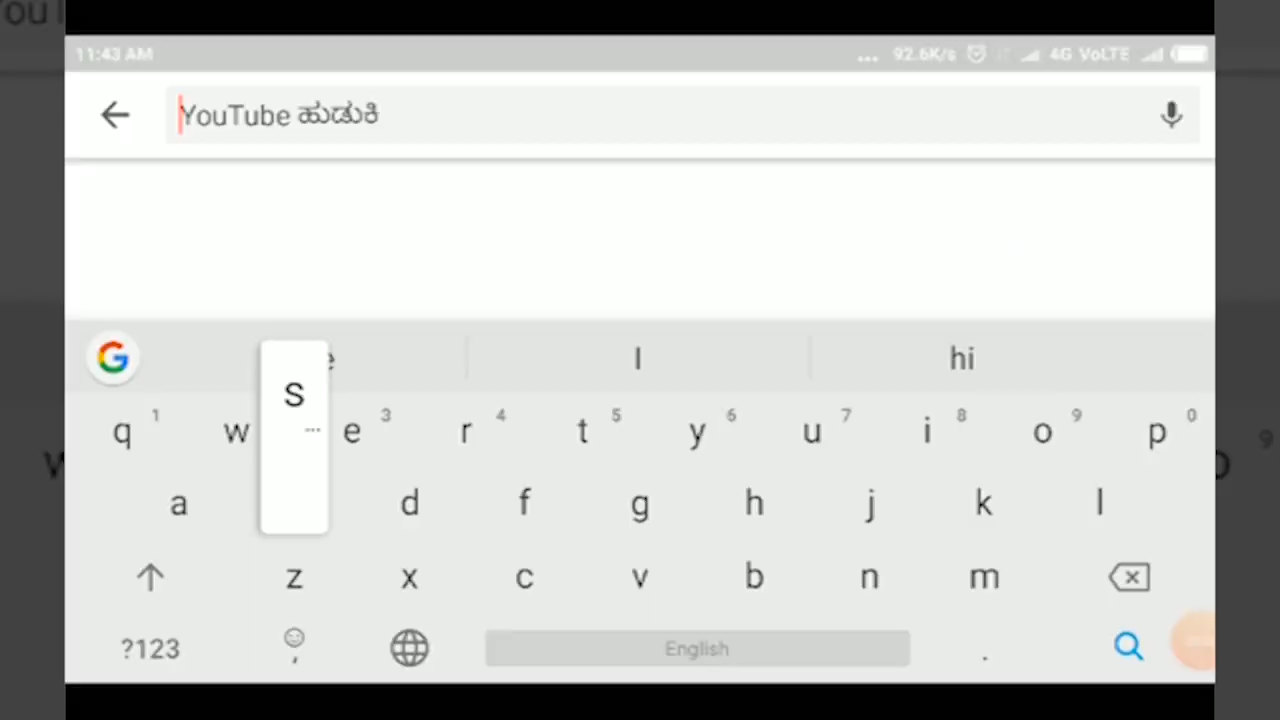 11:43 AM ... 92.6K/s 4G VoLTE
YouTube ಹುಡುಕಿ
G I hi
S
...
q 1 w e 3 r 4 t 5 y 6 u 7 i 8 o 9 p 0
a d f g h j k l
z x c v b n m
?123 , English .